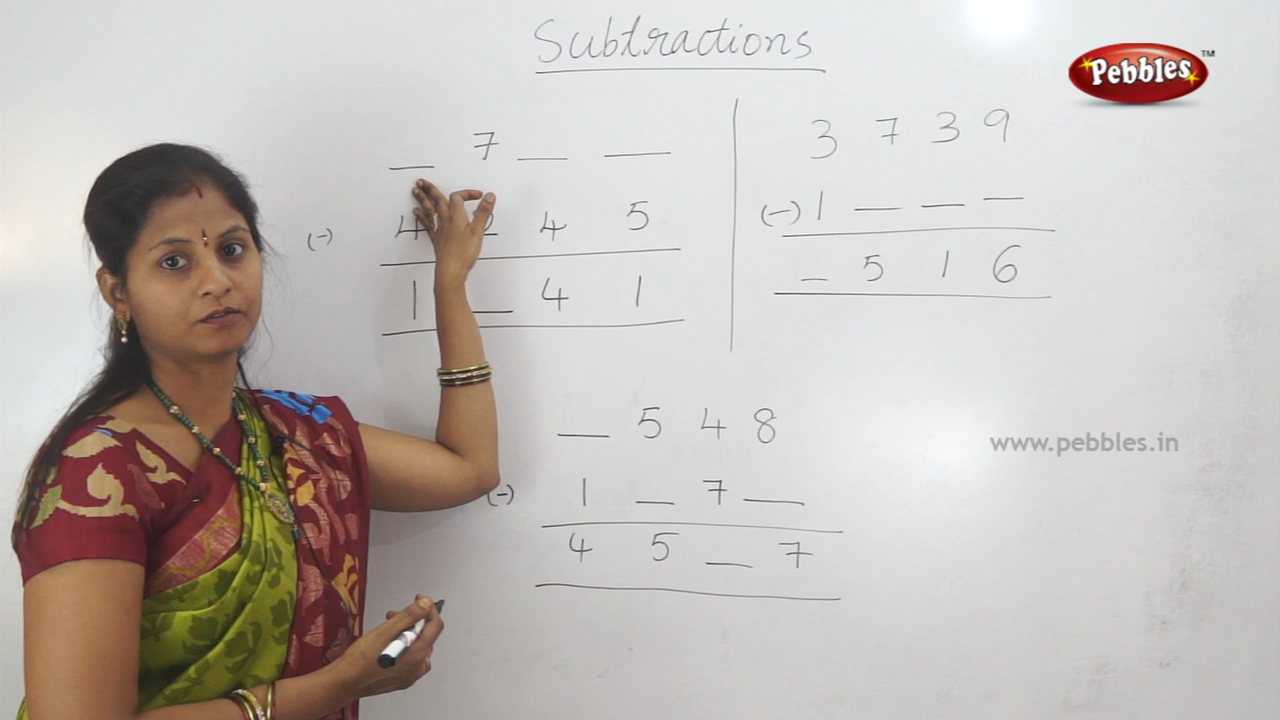 Subtractions
Pebbles™
_ 7 _ _
(-) 4 2 4 5
1 _ 4 1
3 7 3 9
(-) 1 _ _ _
_ 5 1 6
_ 5 4 8
(-) 1 _ 7 _
4 5 _ 7
www.pebbles.in